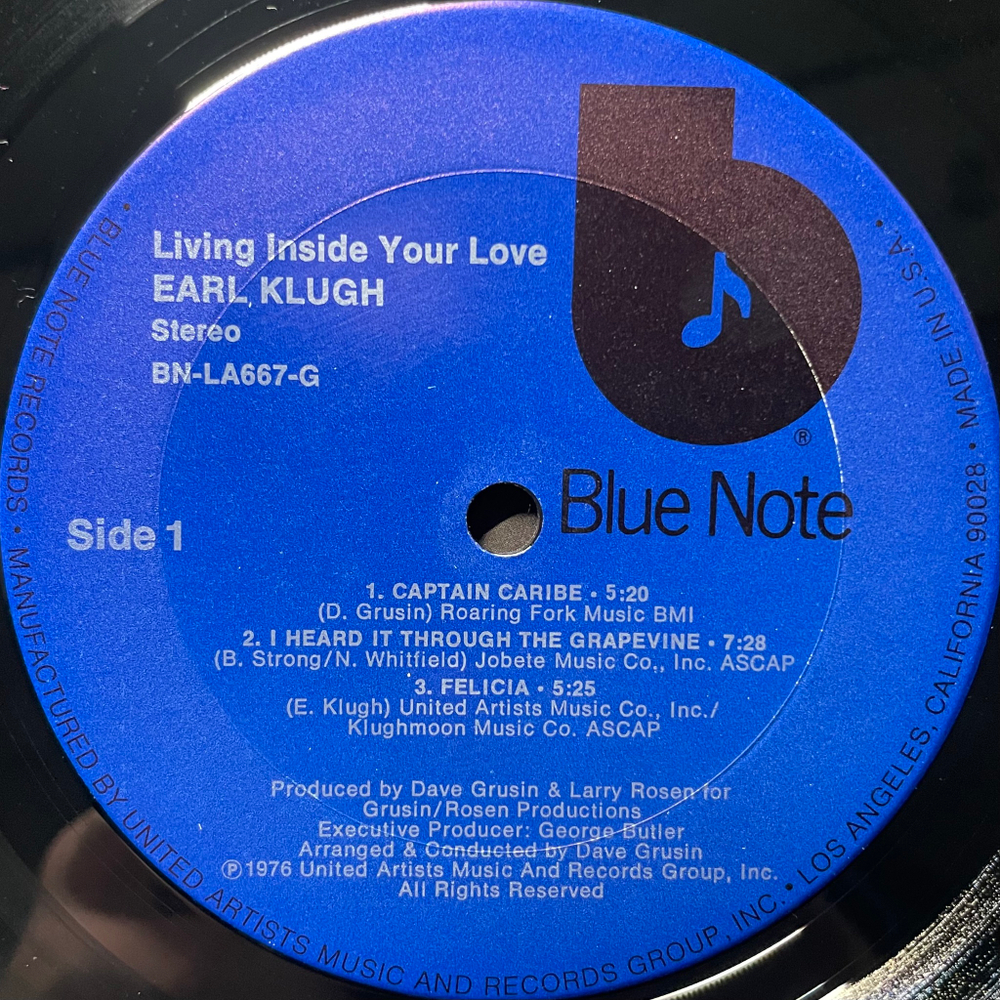 Living Inside Your Love
EARL KLUGH
Stereo
BN-LA667-G
®
Blue Note
Side 1
1. CAPTAIN CARIBE • 5:20
(D. Grusin) Roaring Fork Music BMI
2. I HEARD IT THROUGH THE GRAPEVINE • 7:28
(B. Strong/N. Whitfield) Jobete Music Co., Inc. ASCAP
3. FELICIA • 5:25
(E. Klugh) United Artists Music Co., Inc./
Klughmoon Music Co. ASCAP
Produced by Dave Grusin & Larry Rosen for
Grusin/Rosen Productions
Executive Producer: George Butler
Arranged & Conducted by Dave Grusin
℗1976 United Artists Music And Records Group, Inc.
All Rights Reserved
• BLUE NOTE RECORDS • MANUFACTURED BY UNITED ARTISTS MUSIC AND RECORDS GROUP, INC. • LOS ANGELES, CALIFORNIA 90028 • MADE IN U.S.A. •